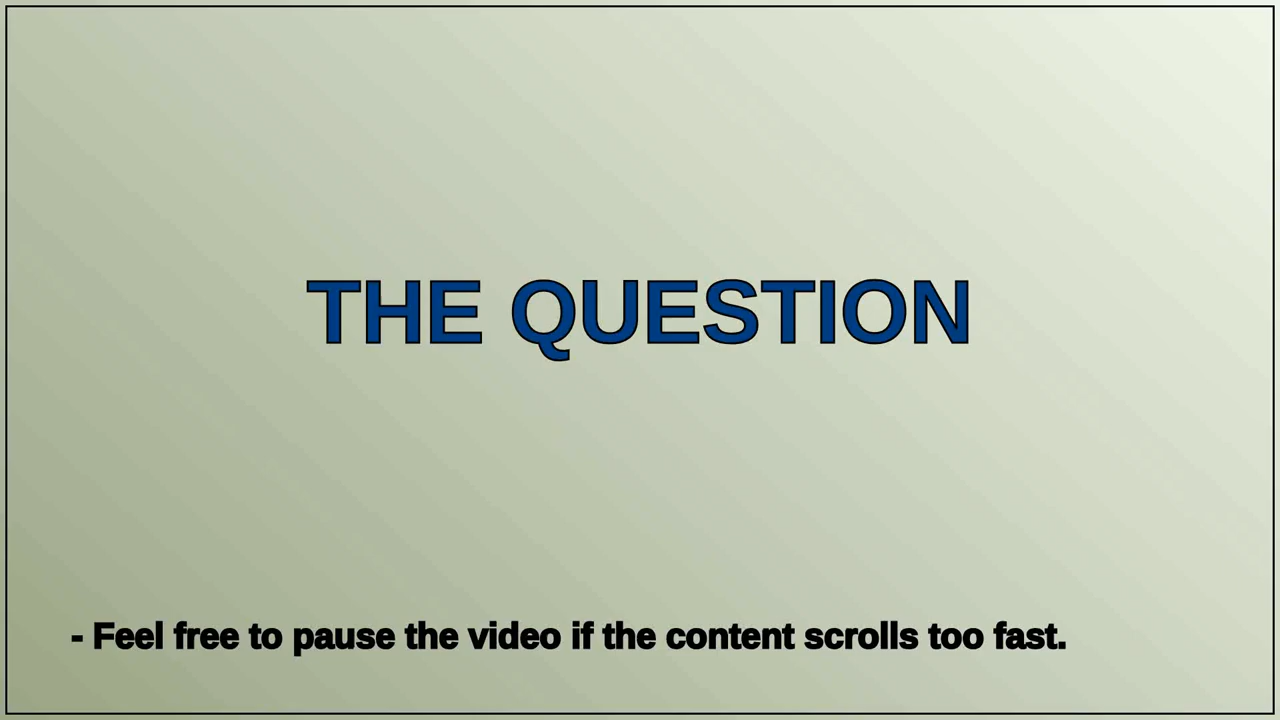 THE QUESTION
- Feel free to pause the video if the content scrolls too fast.